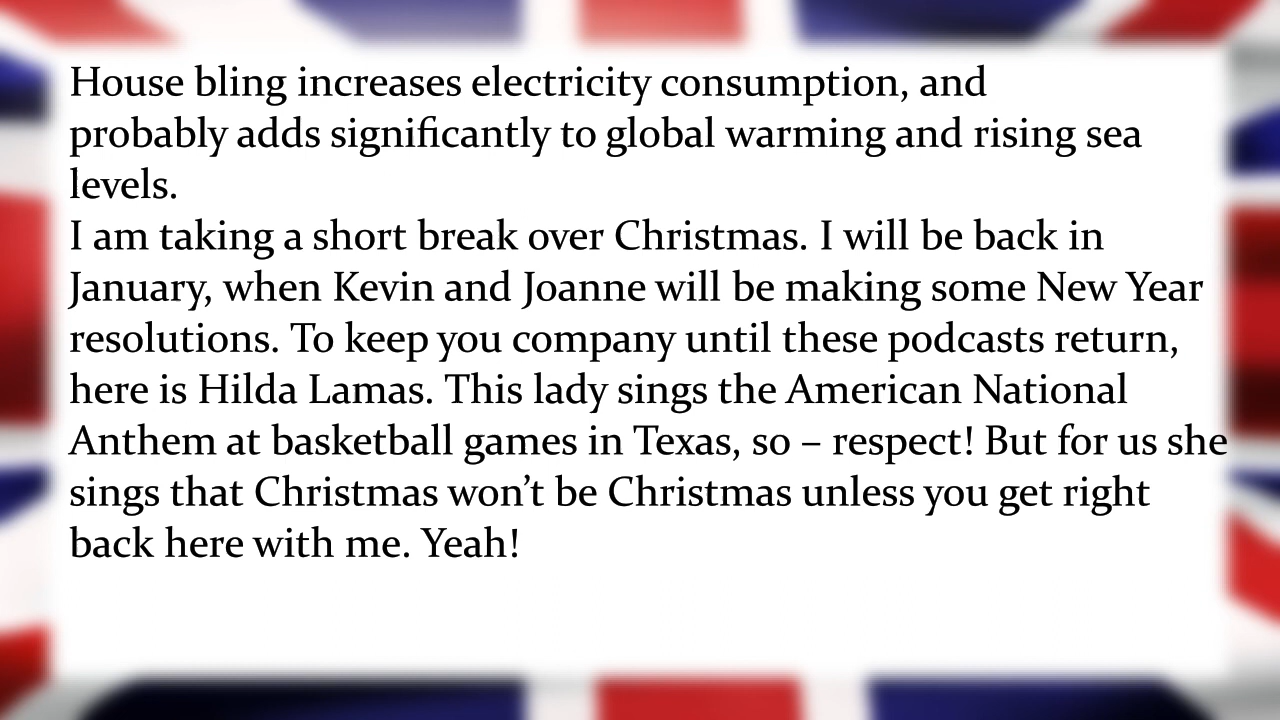 House bling increases electricity consumption, and
probably adds significantly to global warming and rising sea
levels.
I am taking a short break over Christmas. I will be back in
January, when Kevin and Joanne will be making some New Year
resolutions. To keep you company until these podcasts return,
here is Hilda Lamas. This lady sings the American National
Anthem at basketball games in Texas, so – respect! But for us she
sings that Christmas won’t be Christmas unless you get right
back here with me. Yeah!